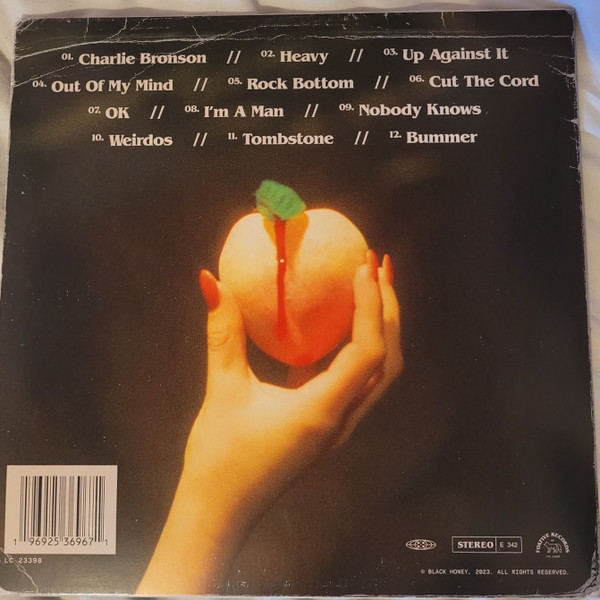 01. Charlie Bronson // 02. Heavy // 03. Up Against It
04. Out Of My Mind // 05. Rock Bottom // 06. Cut The Cord
07. OK // 08. I'm A Man // 09. Nobody Knows
10. Weirdos // 11. Tombstone // 12. Bummer
1 96925 36967 1
LC 23398
STEREO E 342
FOXFIVE RECORDS
© BLACK HONEY, 2023. ALL RIGHTS RESERVED.